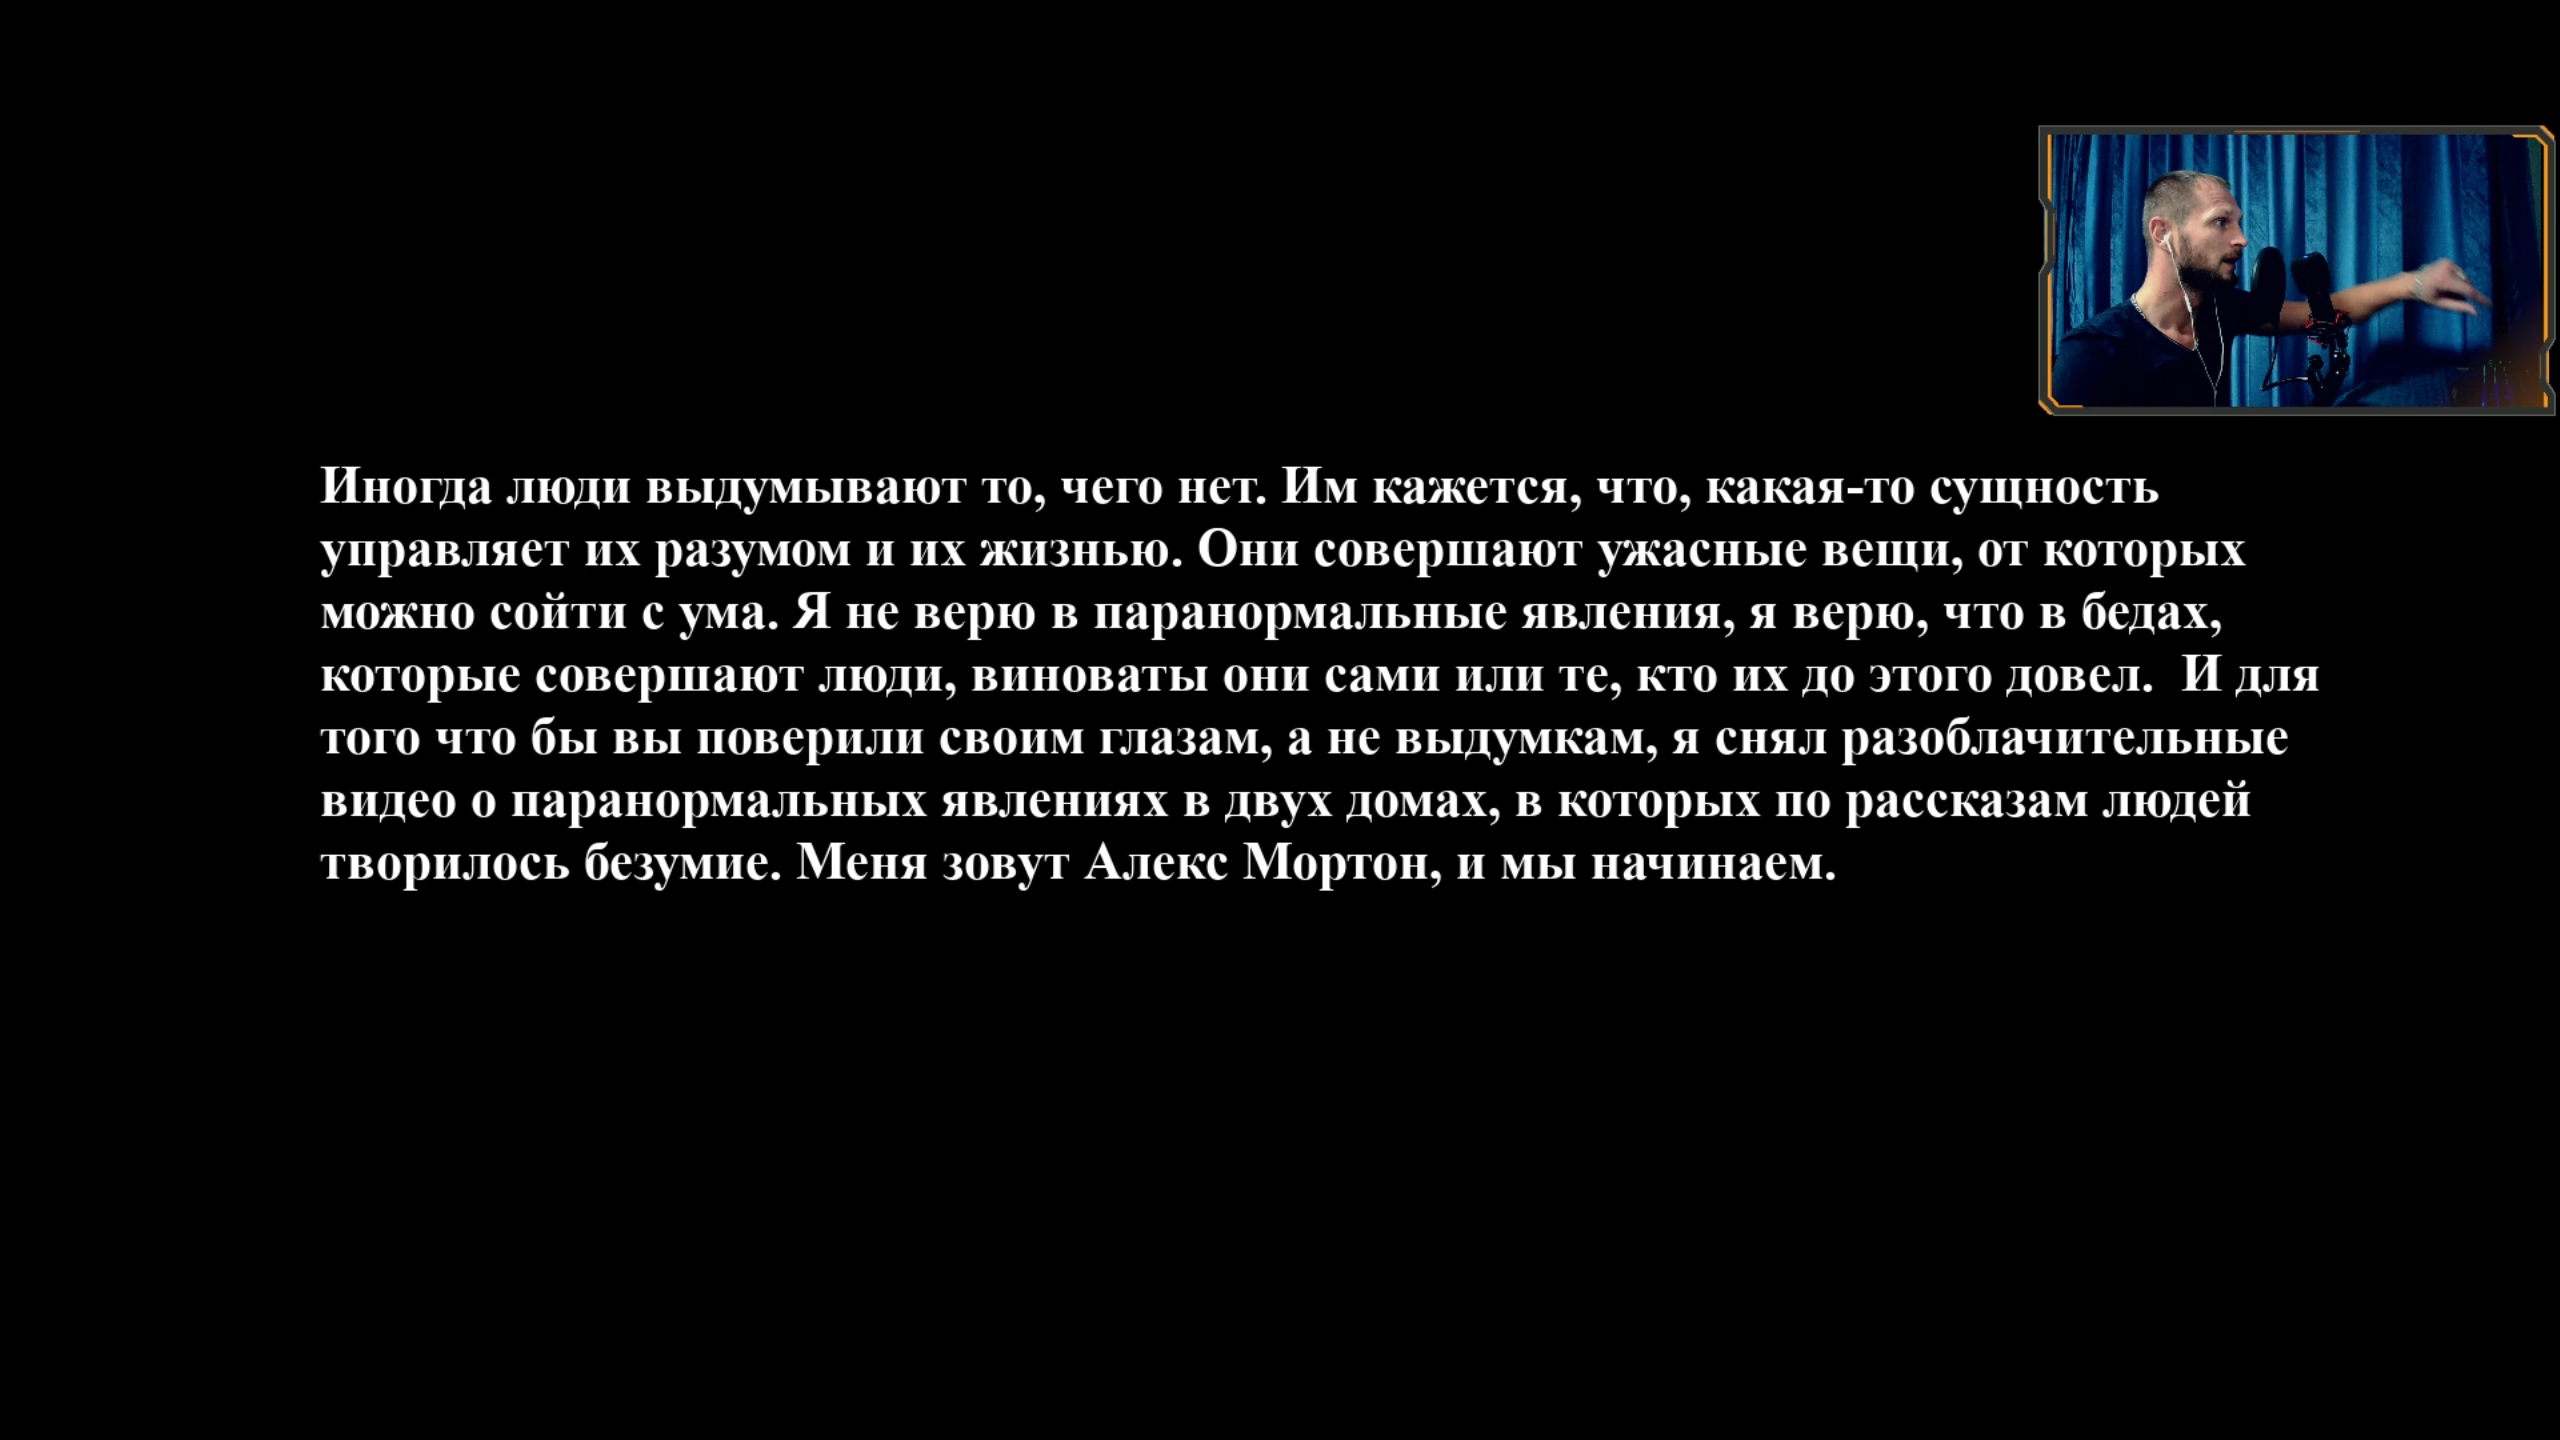 Иногда люди выдумывают то, чего нет. Им кажется, что, какая-то сущность
управляет их разумом и их жизнью. Они совершают ужасные вещи, от которых
можно сойти с ума. Я не верю в паранормальные явления, я верю, что в бедах,
которые совершают люди, виноваты они сами или те, кто их до этого довел.  И для
того что бы вы поверили своим глазам, а не выдумкам, я снял разоблачительные
видео о паранормальных явлениях в двух домах, в которых по рассказам людей
творилось безумие. Меня зовут Алекс Мортон, и мы начинаем.